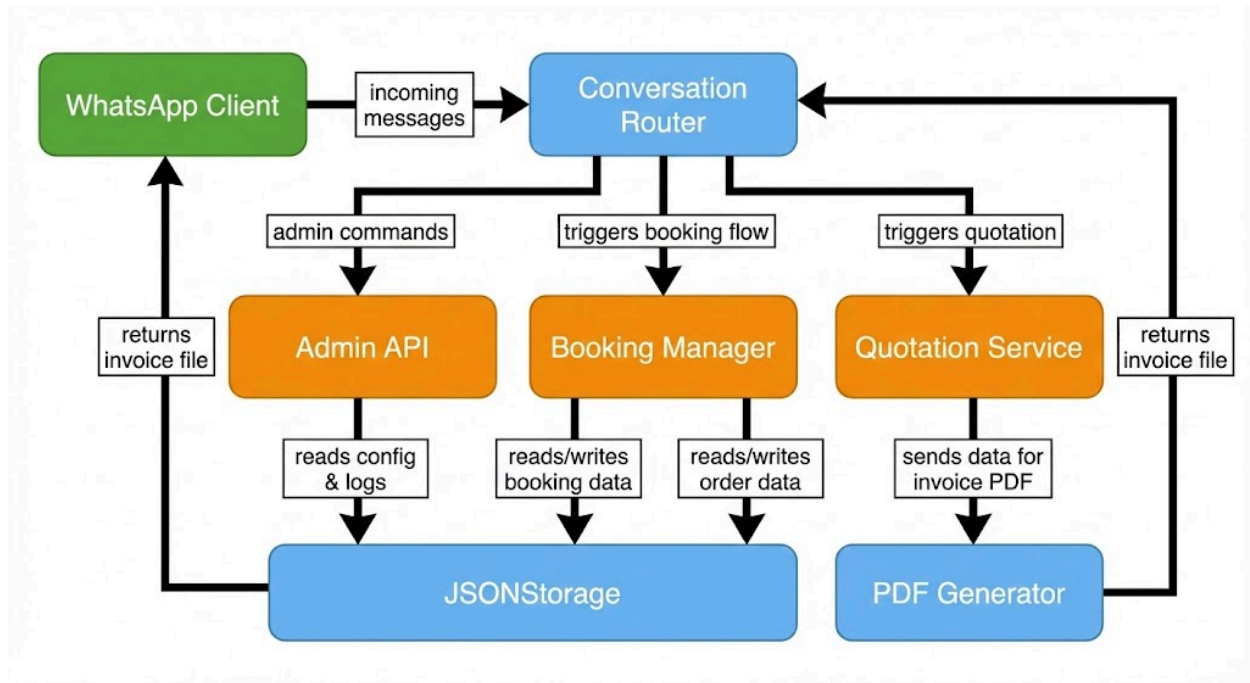 WhatsApp Client
incoming
messages
Conversation
Router
admin commands
triggers booking flow
triggers quotation
returns
invoice file
Admin API
Booking Manager
Quotation Service
returns
invoice file
reads config
& logs
reads/writes
booking data
reads/writes
order data
sends data for
invoice PDF
JSONStorage
PDF Generator